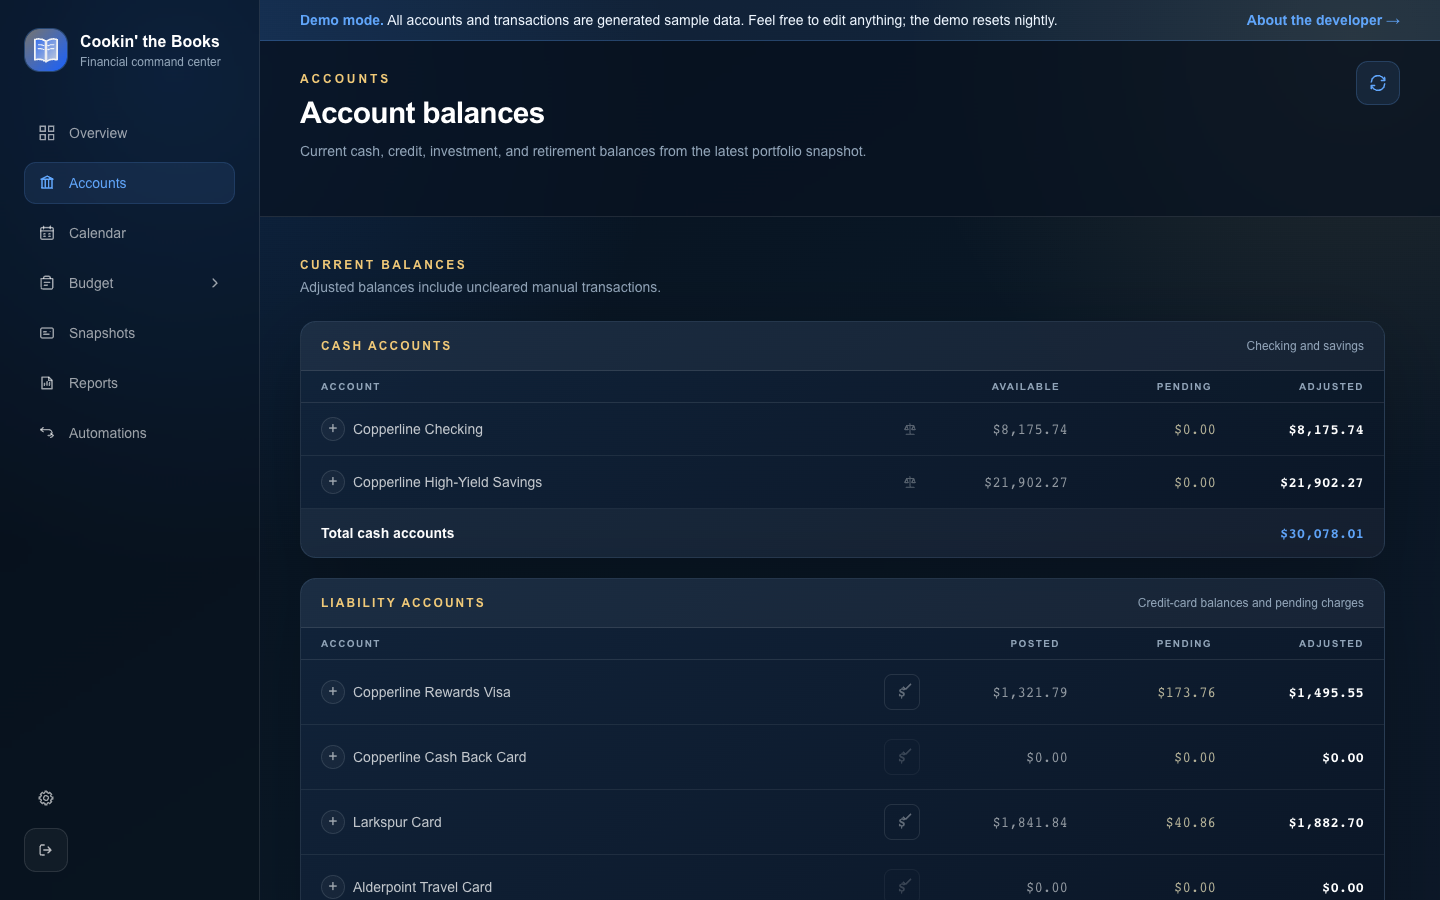 Cookin' the Books
Financial command center
Overview
Accounts
Calendar
Budget
Snapshots
Reports
Automations
Demo mode. All accounts and transactions are generated sample data. Feel free to edit anything; the demo resets nightly.
About the developer →
ACCOUNTS
Account balances
Current cash, credit, investment, and retirement balances from the latest portfolio snapshot.
CURRENT BALANCES
Adjusted balances include uncleared manual transactions.
CASH ACCOUNTS Checking and savings
ACCOUNT AVAILABLE PENDING ADJUSTED
+ Copperline Checking $8,175.74 $0.00 $8,175.74
+ Copperline High-Yield Savings $21,902.27 $0.00 $21,902.27
Total cash accounts $30,078.01
LIABILITY ACCOUNTS Credit-card balances and pending charges
ACCOUNT POSTED PENDING ADJUSTED
+ Copperline Rewards Visa $1,321.79 $173.76 $1,495.55
+ Copperline Cash Back Card $0.00 $0.00 $0.00
+ Larkspur Card $1,841.84 $40.86 $1,882.70
+ Alderpoint Travel Card $0.00 $0.00 $0.00